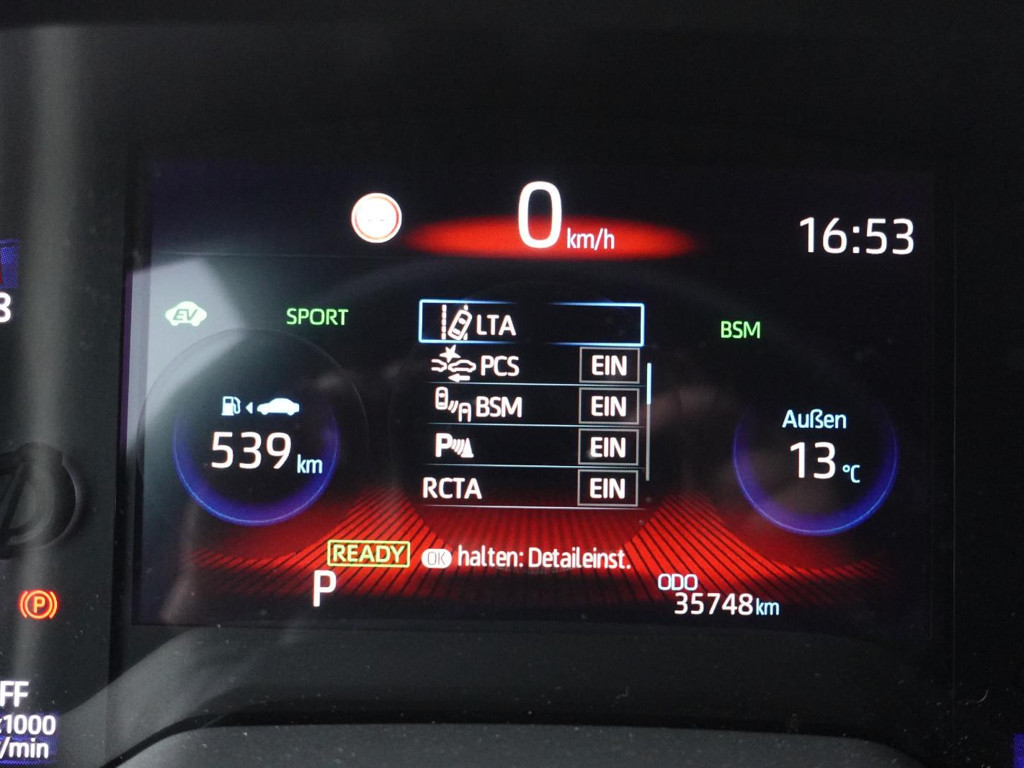 0 km/h
16:53
8
EV
SPORT
BSM
LTA
PCS EIN
BSM EIN
P EIN
RCTA EIN
539 km
Außen
13 °C
READY
OK halten: Detaileinst.
P
ODO
35748 km
P
FF
x1000
/min